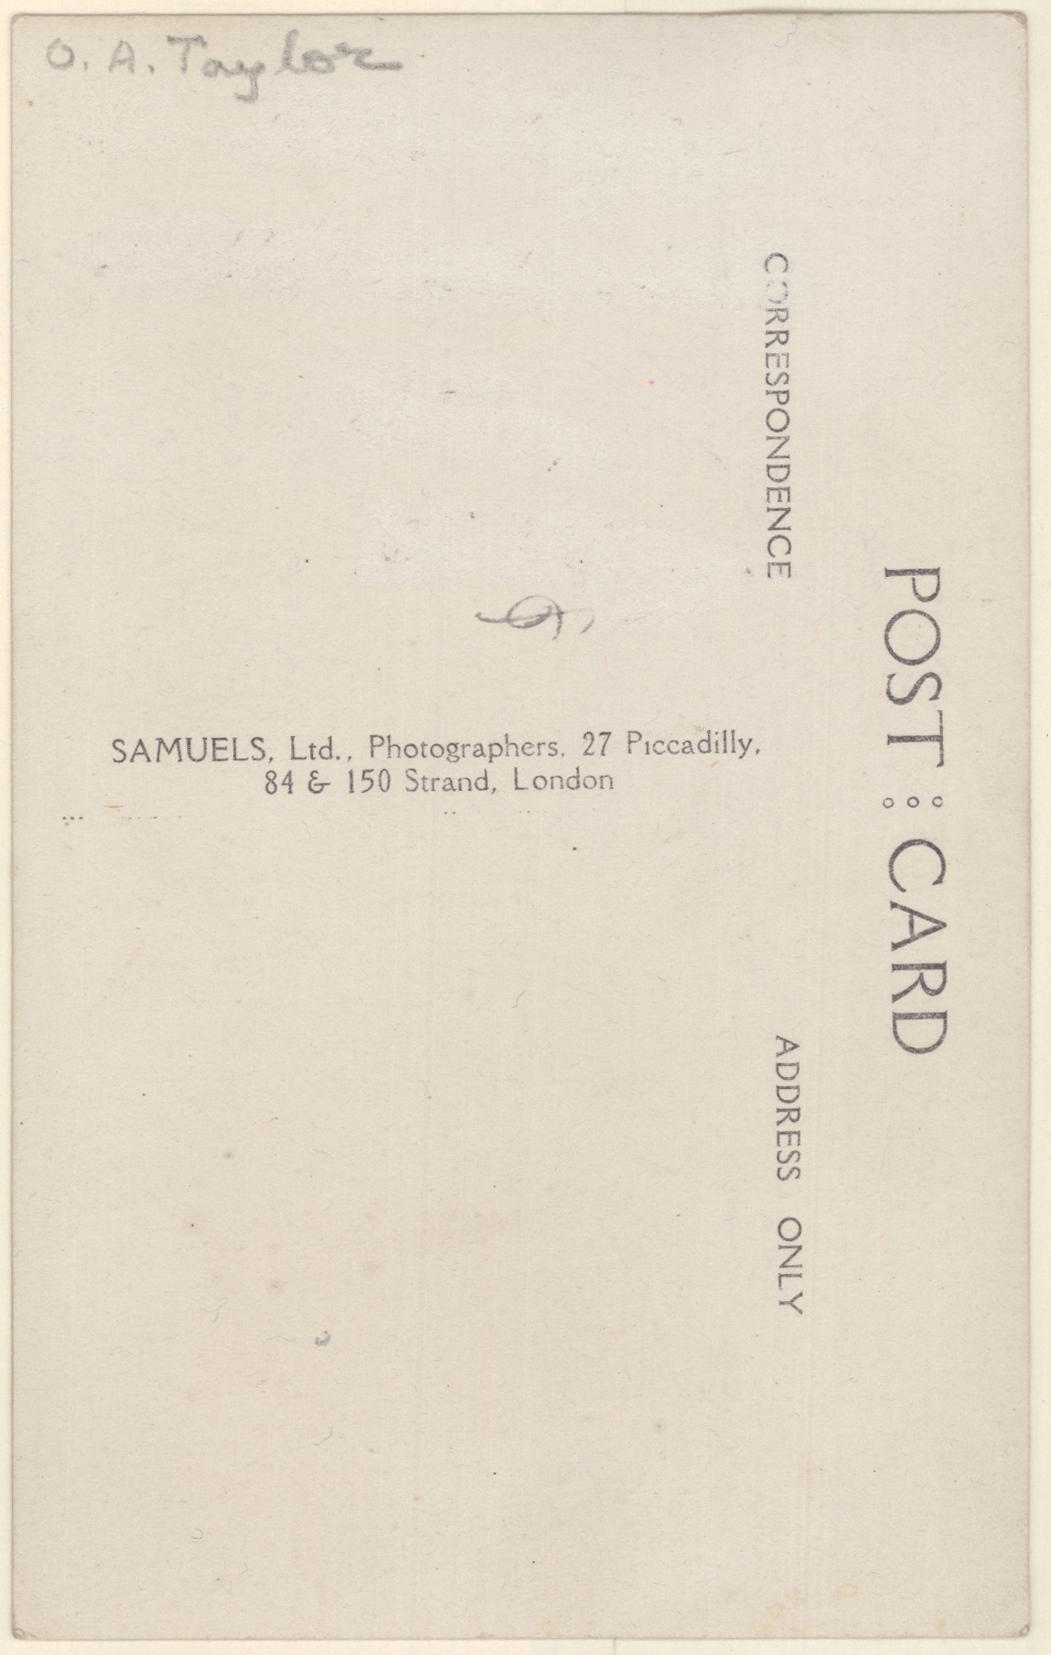 O. A. Taylor
POST : CARD
CORRESPONDENCE
ADDRESS ONLY
SAMUELS, Ltd., Photographers, 27 Piccadilly,
84 & 150 Strand, London